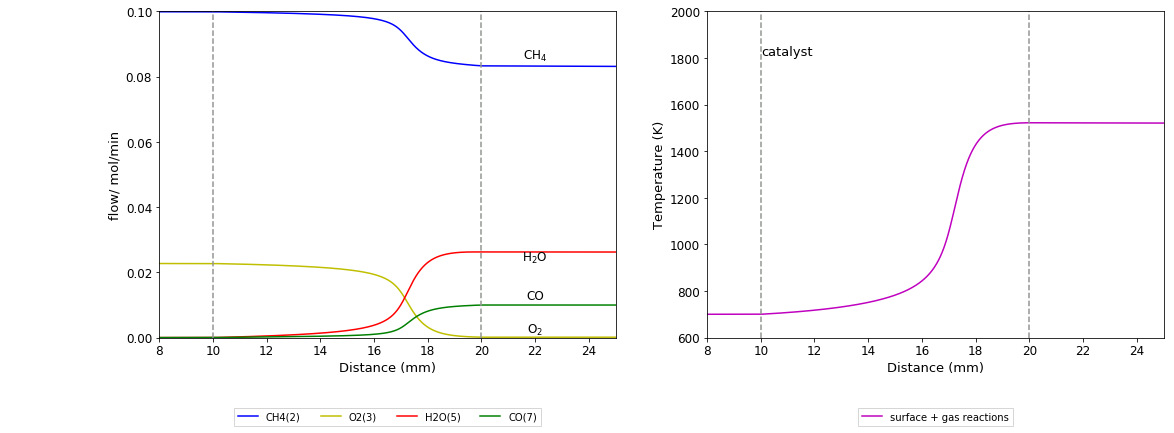 0.10
0.08
0.06
0.04
0.02
0.00
flow/ mol/min
CH₄
H₂O
CO
O₂
8 10 12 14 16 18 20 22 24
Distance (mm)
CH4(2) O2(3) H2O(5) CO(7)
2000
1800
1600
1400
1200
1000
800
600
Temperature (K)
catalyst
8 10 12 14 16 18 20 22 24
Distance (mm)
surface + gas reactions